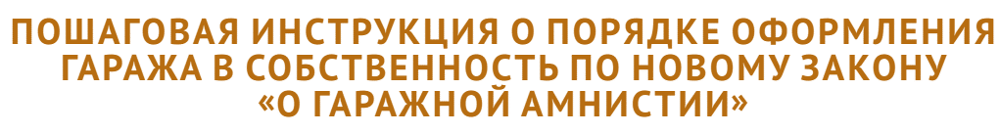 ПОШАГОВАЯ ИНСТРУКЦИЯ О ПОРЯДКЕ ОФОРМЛЕНИЯ
ГАРАЖА В СОБСТВЕННОСТЬ ПО НОВОМУ ЗАКОНУ
«О ГАРАЖНОЙ АМНИСТИИ»